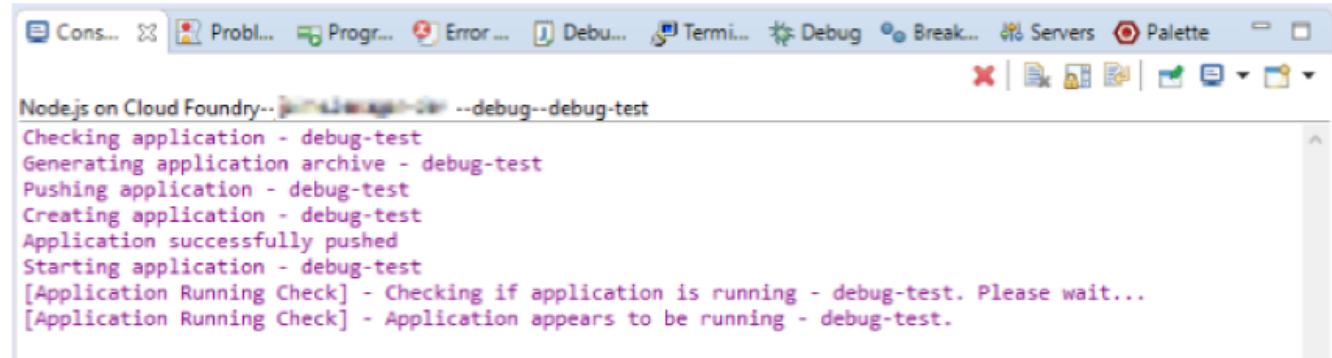 Cons... Probl... Progr... Error ... Debu... Termi... Debug Break... Servers Palette
Node.js on Cloud Foundry-- --debug--debug-test
Checking application - debug-test
Generating application archive - debug-test
Pushing application - debug-test
Creating application - debug-test
Application successfully pushed
Starting application - debug-test
[Application Running Check] - Checking if application is running - debug-test. Please wait...
[Application Running Check] - Application appears to be running - debug-test.